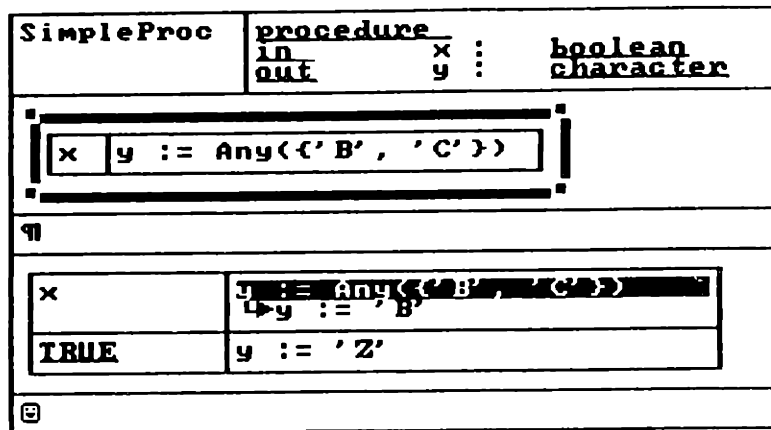 SimpleProc procedure
in x : boolean
out y : character
x y := Any({'B', 'C'})
¶
x y := Any({'B', 'C'})
↳y := 'B'
TRUE y := 'Z'